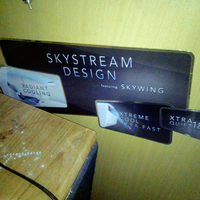 SKYSTREAM
DESIGN
featuring SKYWING
RADIANT
COOLING
XTREME
COOL
& FAST
XTRA
QUIET